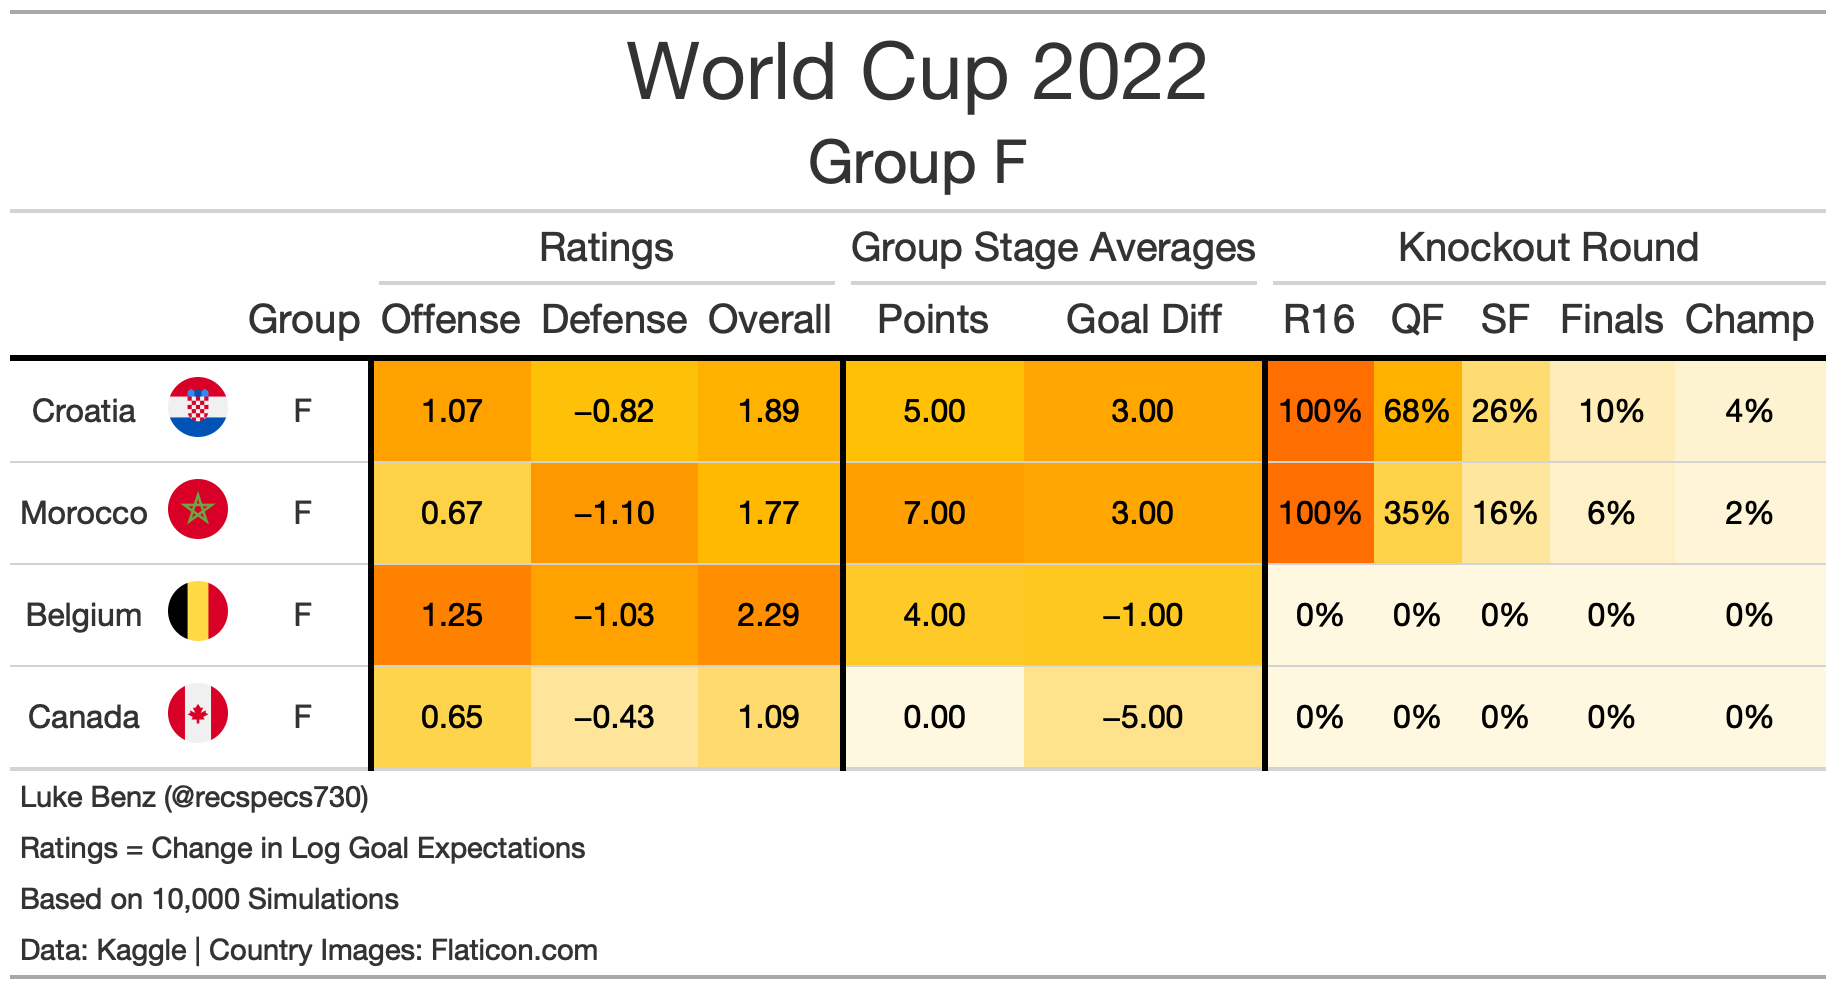 World Cup 2022
Group F
Ratings Group Stage Averages Knockout Round
Group Offense Defense Overall Points Goal Diff R16 QF SF Finals Champ
Croatia F 1.07 −0.82 1.89 5.00 3.00 100% 68% 26% 10% 4%
Morocco F 0.67 −1.10 1.77 7.00 3.00 100% 35% 16% 6% 2%
Belgium F 1.25 −1.03 2.29 4.00 −1.00 0% 0% 0% 0% 0%
Canada F 0.65 −0.43 1.09 0.00 −5.00 0% 0% 0% 0% 0%
Luke Benz (@recspecs730)
Ratings = Change in Log Goal Expectations
Based on 10,000 Simulations
Data: Kaggle | Country Images: Flaticon.com